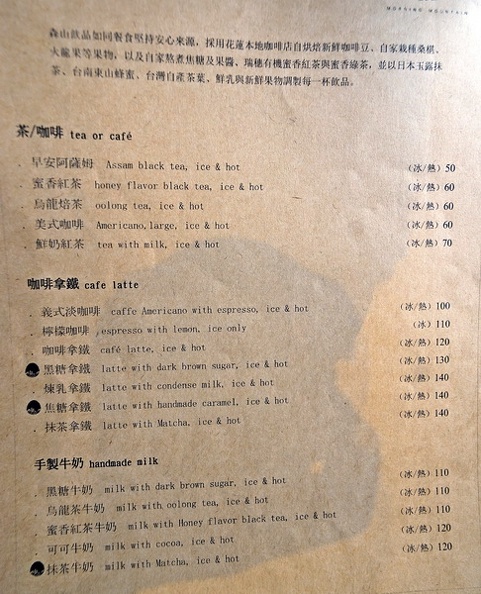 MORNING MOUNTAIN
森山飲品如同餐食堅持安心來源，採用花蓮本地咖啡店自烘焙新鮮咖啡豆、自家栽種桑椹、
火龍果等果物，以及自家熬煮焦糖及果醬、瑞穗有機蜜香紅茶與蜜香綠茶，並以日本玉露抹
茶、台南東山蜂蜜、台灣自產茶葉、鮮乳與新鮮果物調製每一杯飲品。
茶/咖啡 tea or café
. 早安阿薩姆 Assam black tea, ice & hot (冰/熱) 50
. 蜜香紅茶 honey flavor black tea, ice & hot (冰/熱) 60
. 烏龍焙茶 oolong tea, ice & hot (冰/熱) 60
. 美式咖啡 Americano,large, ice & hot (冰/熱) 60
. 鮮奶紅茶 tea with milk, ice & hot (冰/熱) 70
咖啡拿鐵 cafe latte
. 義式淡咖啡 caffe Americano with espresso, ice & hot (冰/熱) 100
. 檸檬咖啡 espresso with lemon, ice only (冰) 110
. 咖啡拿鐵 café latte, ice & hot (冰/熱) 120
黑糖拿鐵 latte with dark brown sugar, ice & hot (冰/熱) 130
. 煉乳拿鐵 latte with condense milk, ice & hot (冰/熱) 140
焦糖拿鐵 latte with handmade caramel, ice & hot (冰/熱) 140
. 抹茶拿鐵 latte with Matcha, ice & hot (冰/熱) 140
手製牛奶 handmade milk
. 黑糖牛奶 milk with dark brown sugar, ice & hot (冰/熱) 110
. 烏龍茶牛奶 milk with oolong tea, ice & hot (冰/熱) 110
. 蜜香紅茶牛奶 milk with Honey flavor black tea, ice & hot (冰/熱) 110
. 可可牛奶 milk with cocoa, ice & hot (冰/熱) 120
抹茶牛奶 milk with Matcha, ice & hot (冰/熱) 120